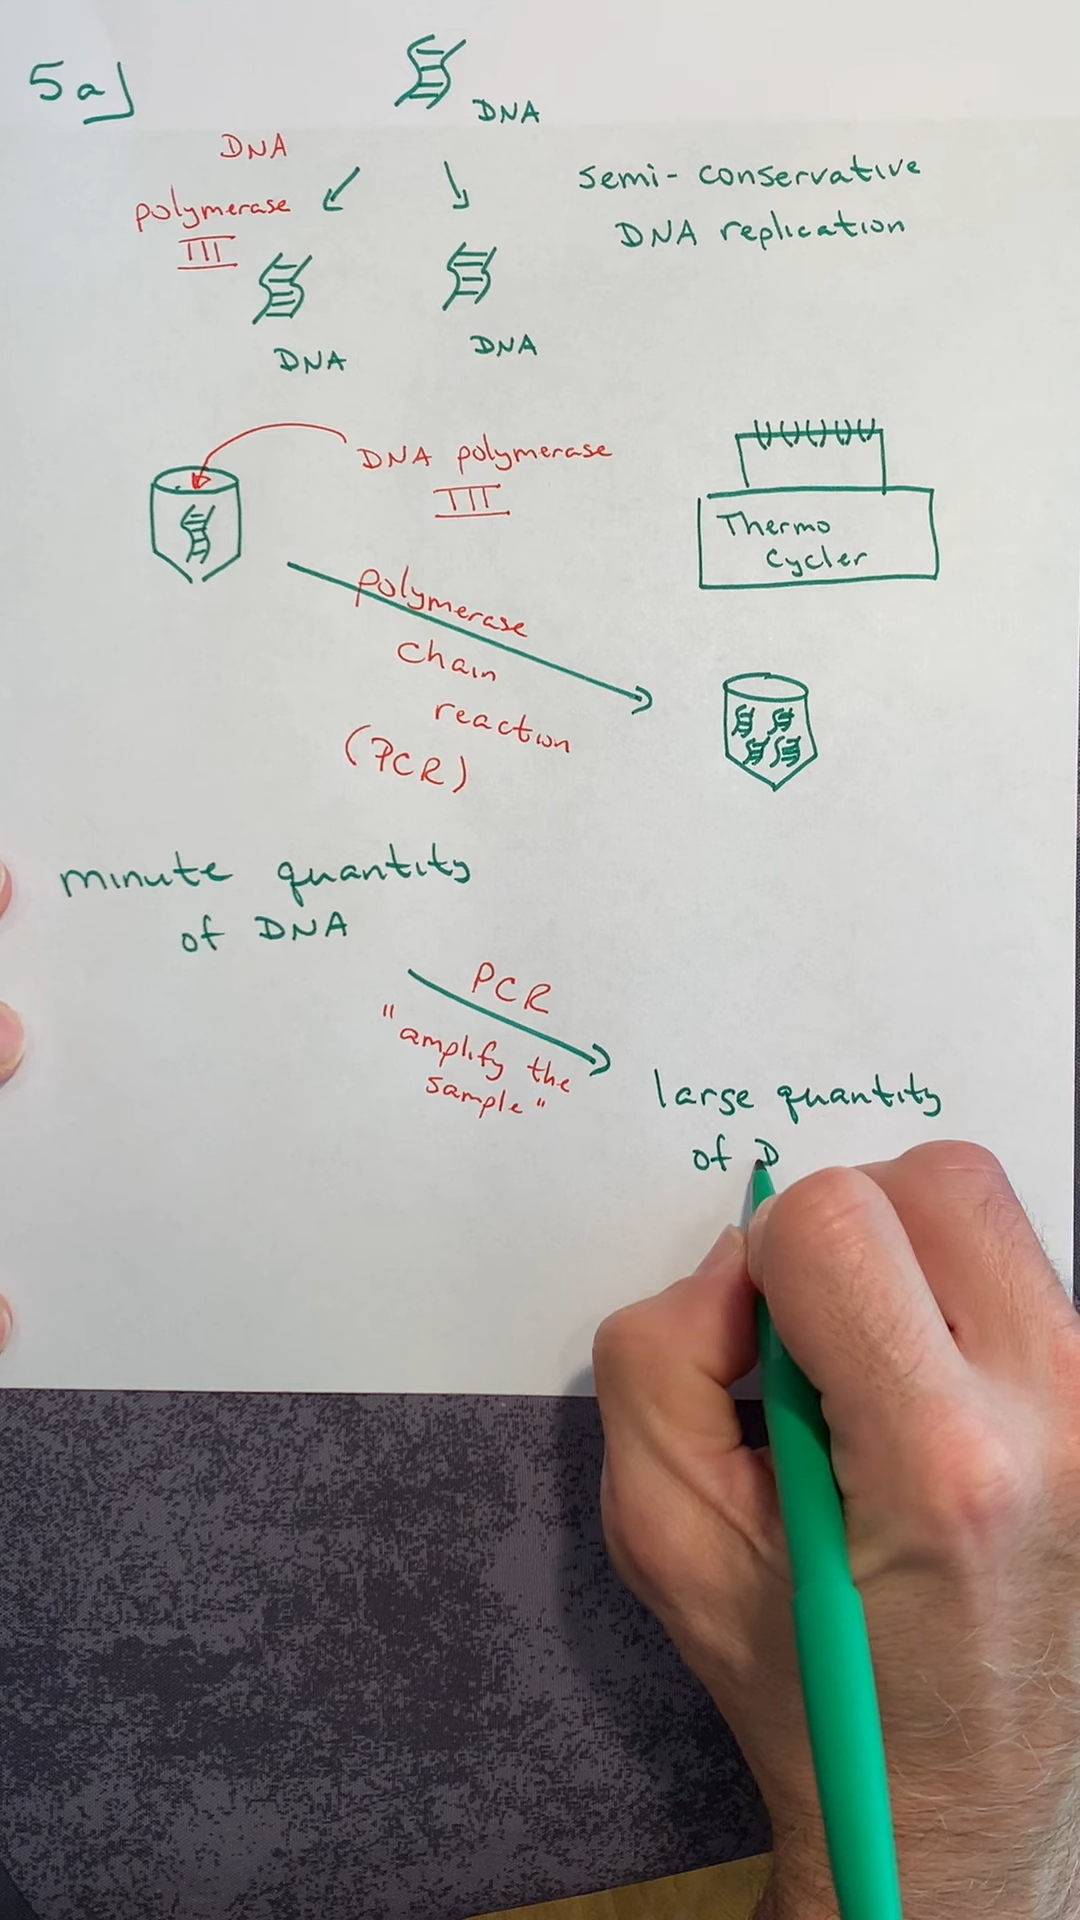 5a)
DNA
DNA
polymerase
III
semi-conservative
DNA replication
DNA
DNA
DNA polymerase
III
Thermo
Cycler
polymerase
chain
reaction
(PCR)
minute quantity
of DNA
PCR
"amplify the
sample"
large quantity
of D